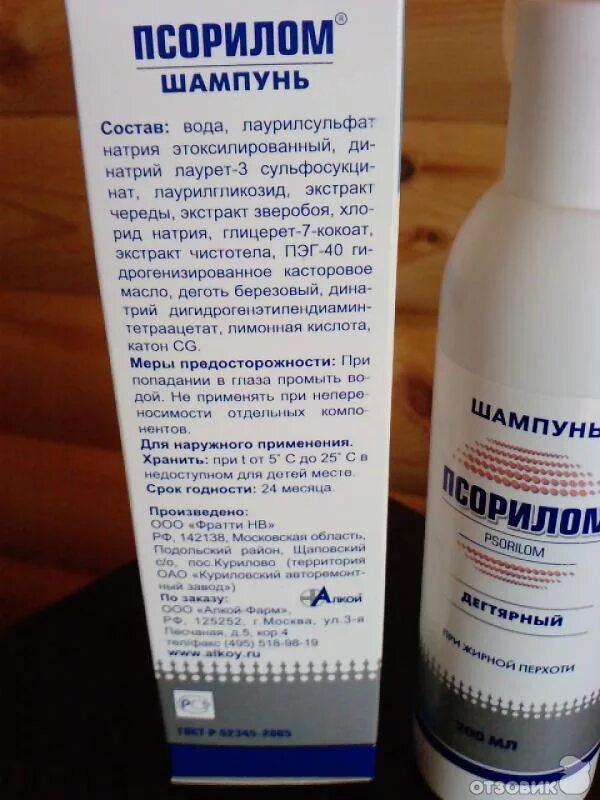 ПСОРИЛОМ®
ШАМПУНЬ
Состав: вода, лаурилсульфат
натрия этоксилированный, ди-
натрий лаурет-3 сульфосукци-
нат, лаурилгликозид, экстракт
череды, экстракт зверобоя, хло-
рид натрия, глицерет-7-кокоат,
экстракт чистотела, ПЭГ-40 ги-
дрогенизированное касторовое
масло, деготь березовый, дина-
трий дигидрогенэтипендиамин-
тетраацетат, лимонная кислота,
катон CG.
Меры предосторожности: При
попадании в глаза промыть во-
дой. Не применять при непере-
носимости отдельных компо-
нентов.
Для наружного применения.
Хранить: при t от 5° С до 25° С в
недоступном для детей месте.
Срок годности: 24 месяца.
Произведено:
ООО «Фратти НВ»
РФ, 142138, Московская область,
Подольский район, Щаповский
с/о, пос.Курилово (территория
ОАО «Куриловский авторемонт-
ный завод»)
По заказу:
Алкой
ООО «Алкой-Фарм»,
РФ, 125252, г.Москва, ул.3-я
Песчаная, д.5, кор.4
тел/факс (495) 518-98-19
www.alkoy.ru
РС
ГОСТ Р 52345-2005
ШАМПУНЬ
ПСОРИЛОМ
PSORILOM
ДЕГТЯРНЫЙ
ПРИ ЖИРНОЙ ПЕРХОТИ
200 МЛ
ОТЗОВИК